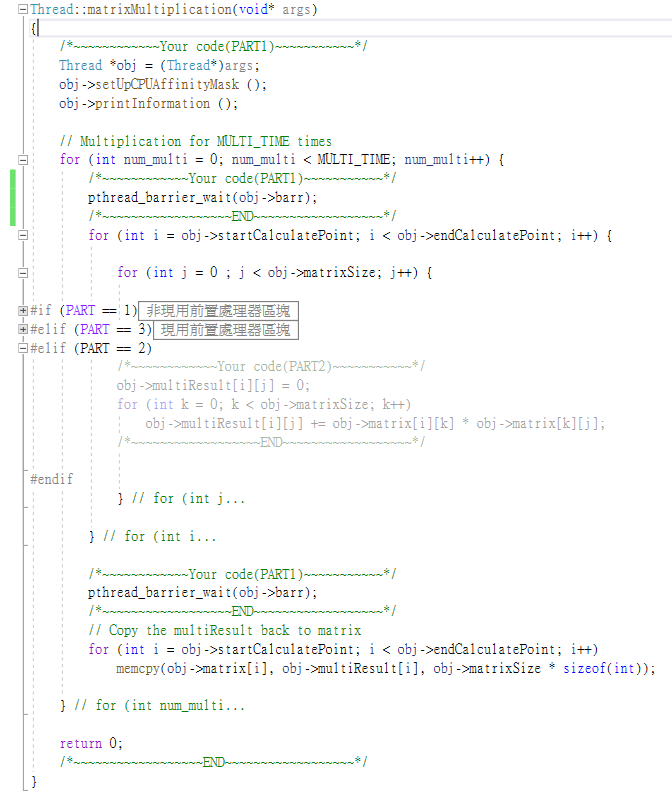 Thread::matrixMultiplication(void* args)
{
/*~~~~~~~~~~~~Your code(PART1)~~~~~~~~~~~*/
Thread *obj = (Thread*)args;
obj->setUpCPUAffinityMask ();
obj->printInformation ();
// Multiplication for MULTI_TIME times
for (int num_multi = 0; num_multi < MULTI_TIME; num_multi++) {
/*~~~~~~~~~~~~Your code(PART1)~~~~~~~~~~~*/
pthread_barrier_wait(obj->barr);
/*~~~~~~~~~~~~~~~~~~END~~~~~~~~~~~~~~~~~~*/
for (int i = obj->startCalculatePoint; i < obj->endCalculatePoint; i++) {
for (int j = 0 ; j < obj->matrixSize; j++) {
#if (PART == 1) 非現用前置處理器區塊
#elif (PART == 3) 現用前置處理器區塊
#elif (PART == 2)
/*~~~~~~~~~~~~Your code(PART2)~~~~~~~~~~~*/
obj->multiResult[i][j] = 0;
for (int k = 0; k < obj->matrixSize; k++)
obj->multiResult[i][j] += obj->matrix[i][k] * obj->matrix[k][j];
/*~~~~~~~~~~~~~~~~~~END~~~~~~~~~~~~~~~~~~*/
#endif
} // for (int j...
} // for (int i...
/*~~~~~~~~~~~~Your code(PART1)~~~~~~~~~~~*/
pthread_barrier_wait(obj->barr);
/*~~~~~~~~~~~~~~~~~~END~~~~~~~~~~~~~~~~~~*/
// Copy the multiResult back to matrix
for (int i = obj->startCalculatePoint; i < obj->endCalculatePoint; i++)
memcpy(obj->matrix[i], obj->multiResult[i], obj->matrixSize * sizeof(int));
} // for (int num_multi...
return 0;
/*~~~~~~~~~~~~~~~~~~END~~~~~~~~~~~~~~~~~~*/
}